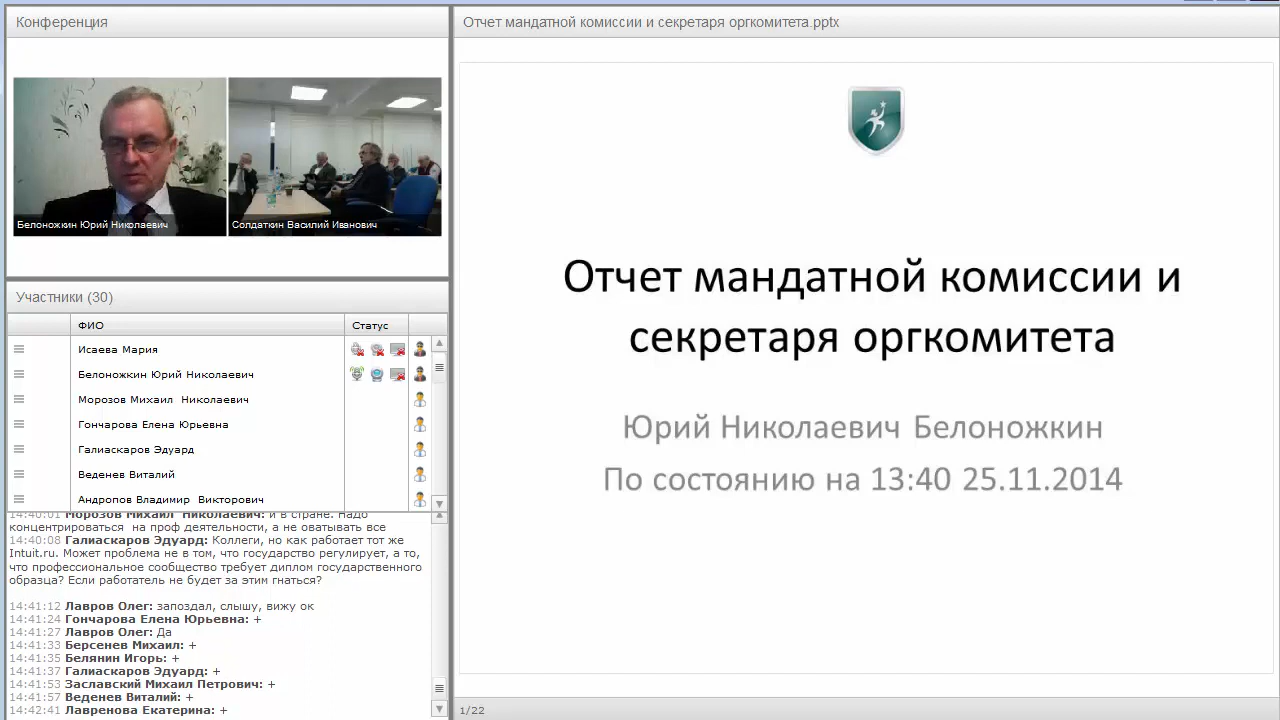 Конференция
Белоножкин Юрий Николаевич
Солдаткин Василий Иванович
Участники (30)
ФИО Статус
Исаева Мария
Белоножкин Юрий Николаевич
Морозов Михаил Николаевич
Гончарова Елена Юрьевна
Галиаскаров Эдуард
Веденев Виталий
Андропов Владимир Викторович
14:40:01 Морозов Михаил Николаевич: и в стране. Надо
концентрироваться на проф деятельности, а не оватывать все
14:40:08 Галиаскаров Эдуард: Коллеги, но как работает тот же
Intuit.ru. Может проблема не в том, что государство регулирует, а то,
что профессиональное сообщество требует диплом государственного
образца? Если работатель не будет за этим гнаться?
14:41:12 Лавров Олег: запоздал, слышу, вижу ок
14:41:24 Гончарова Елена Юрьевна: +
14:41:27 Лавров Олег: Да
14:41:33 Берсенев Михаил: +
14:41:35 Белянин Игорь: +
14:41:37 Галиаскаров Эдуард: +
14:41:53 Заславский Михаил Петрович: +
14:41:57 Веденев Виталий: +
14:42:41 Лавренова Екатерина: +
Отчет мандатной комиссии и секретаря оргкомитета.pptx
Отчет мандатной комиссии и
секретаря оргкомитета
Юрий Николаевич Белоножкин
По состоянию на 13:40 25.11.2014
1/22